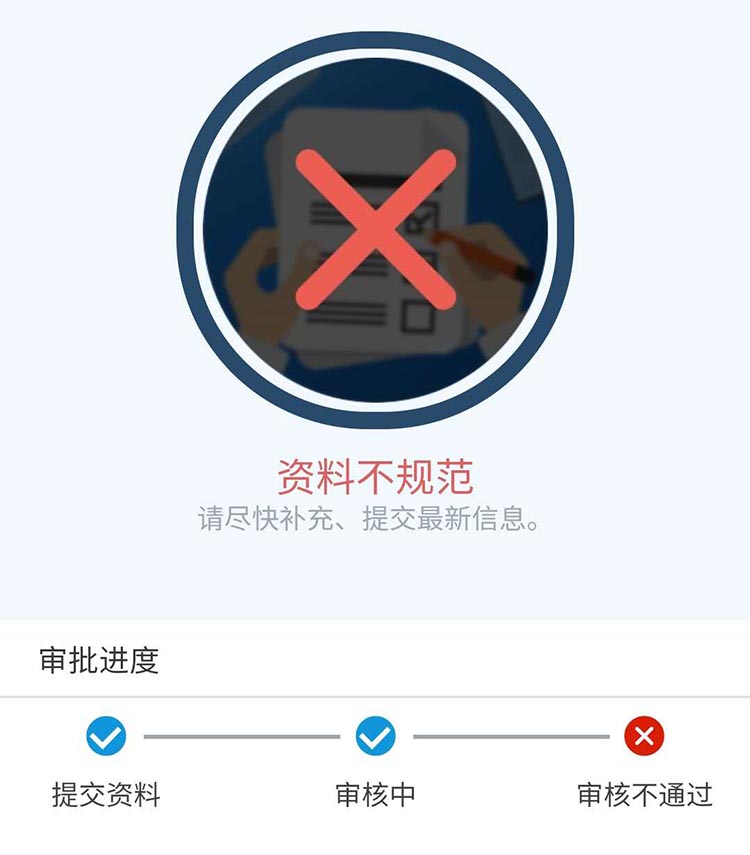 资料不规范
请尽快补充、提交最新信息。
审批进度
提交资料
审核中
审核不通过